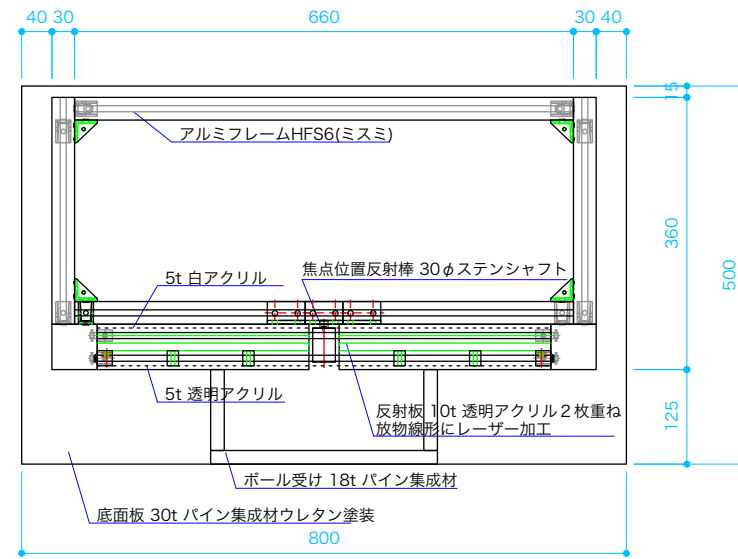 40 30 660 30 40
15
アルミフレームHFS6(ミスミ)
360
500
5t 白アクリル
焦点位置反射棒 30φステンシャフト
5t 透明アクリル
反射板 10t 透明アクリル2枚重ね
放物線形にレーザー加工
125
ボール受け 18t パイン集成材
底面板 30t パイン集成材ウレタン塗装
800